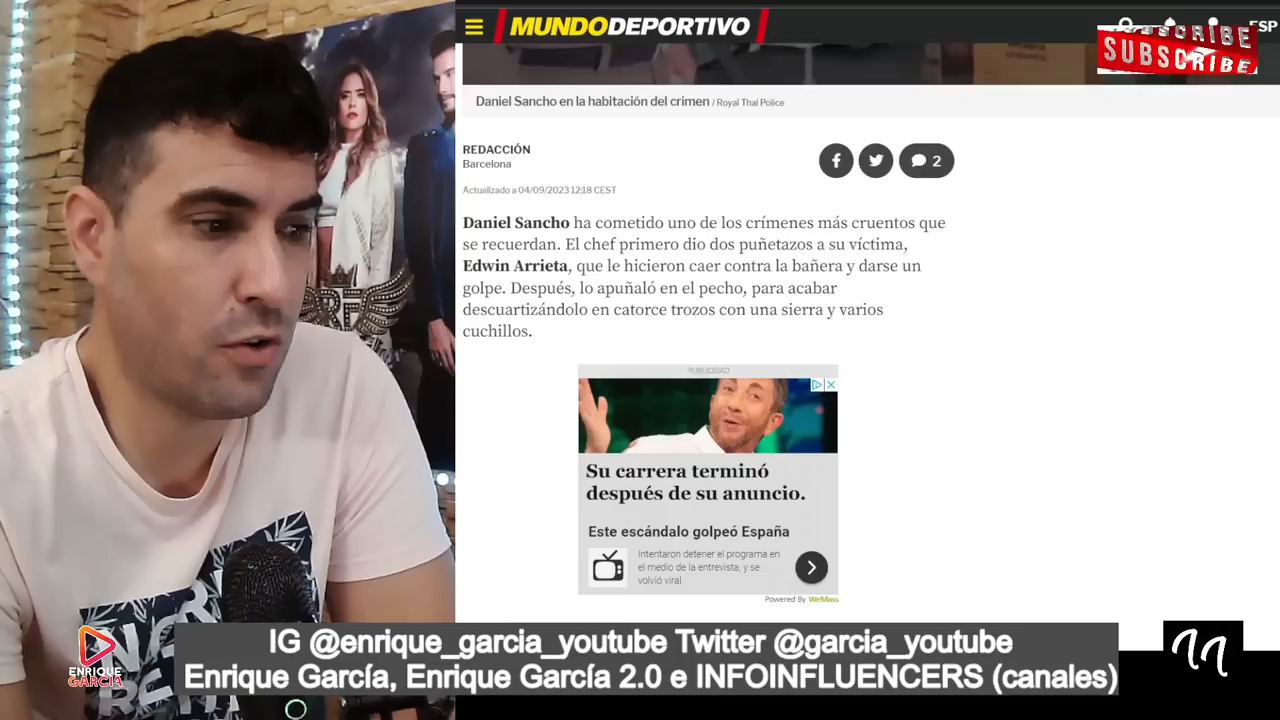 MUNDODEPORTIVO
ESP
SUBSCRIBE
Daniel Sancho en la habitación del crimen / Royal Thai Police
REDACCIÓN
Barcelona
2
Actualizado a 04/09/2023 12:18 CEST
Daniel Sancho ha cometido uno de los crímenes más cruentos que
se recuerdan. El chef primero dio dos puñetazos a su víctima,
Edwin Arrieta, que le hicieron caer contra la bañera y darse un
golpe. Después, lo apuñaló en el pecho, para acabar
descuartizándolo en catorce trozos con una sierra y varios
cuchillos.
PUBLICIDAD
Su carrera terminó
después de su anuncio.
Este escándalo golpeó España
Intentaron detener el programa en
el medio de la entrevista, y se
volvió viral.
Powered By WeMass
IG @enrique_garcia_youtube Twitter @garcia_youtube
Enrique García, Enrique García 2.0 e INFOINFLUENCERS (canales)
ENRIQUE
GARCÍA